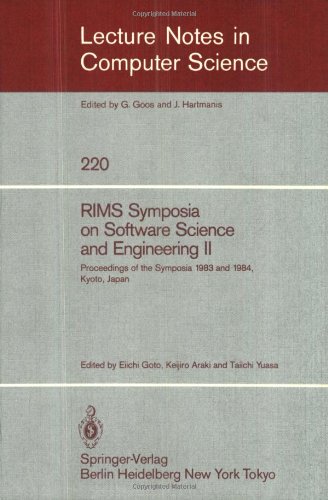 Lecture Notes in
Computer Science
Edited by G. Goos and J. Hartmanis
220
RIMS Symposia
on Software Science
and Engineering II
Proceedings of the Symposia 1983 and 1984,
Kyoto, Japan
Edited by Eiichi Goto, Keijiro Araki and Taiichi Yuasa
Springer-Verlag
Berlin Heidelberg New York Tokyo